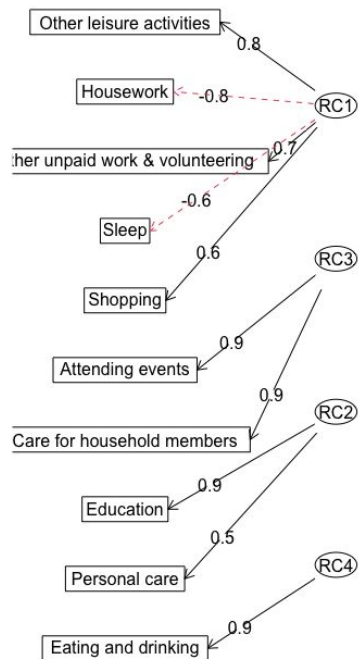 Other leisure activities
0.8
Housework
-0.8
RC1
ther unpaid work & volunteering
0.7
-0.6
Sleep
0.6
RC3
Shopping
0.9
Attending events
0.9
RC2
Care for household members
0.9
Education
0.5
RC4
Personal care
0.9
Eating and drinking